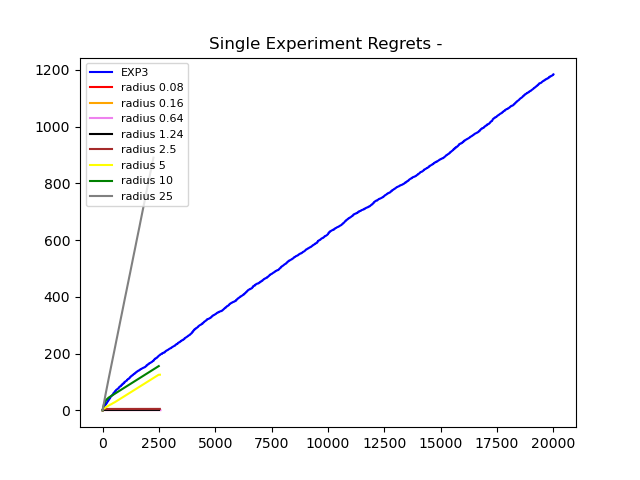 Single Experiment Regrets -
1200
1000
800
600
400
200
0
EXP3
radius 0.08
radius 0.16
radius 0.64
radius 1.24
radius 2.5
radius 5
radius 10
radius 25
0 2500 5000 7500 10000 12500 15000 17500 20000